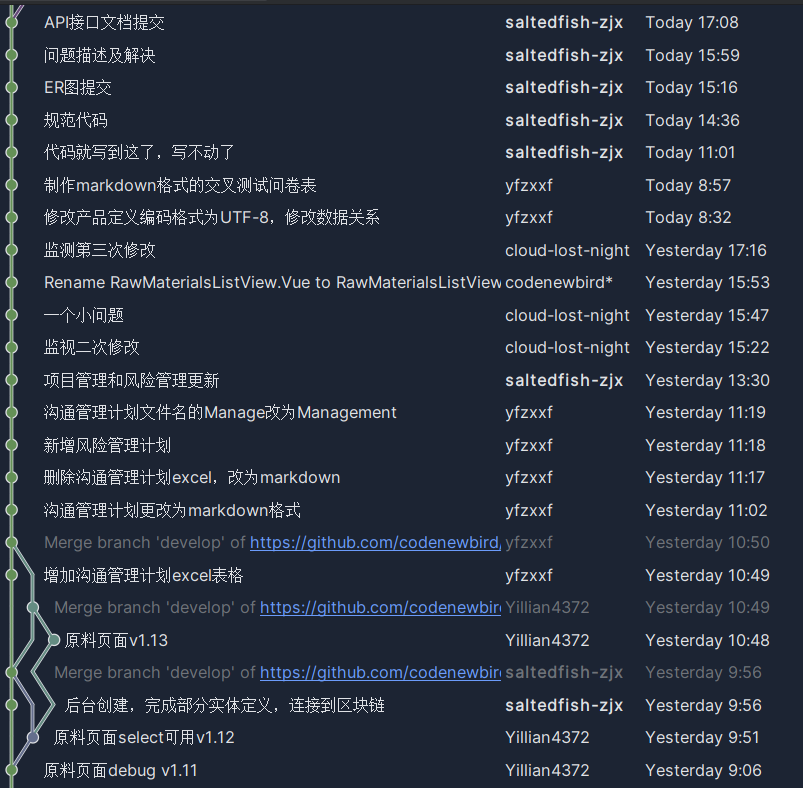 API接口文档提交 saltedfish-zjx Today 17:08
问题描述及解决 saltedfish-zjx Today 15:59
ER图提交 saltedfish-zjx Today 15:16
规范代码 saltedfish-zjx Today 14:36
代码就写到这了，写不动了 saltedfish-zjx Today 11:01
制作markdown格式的交叉测试问卷表 yfzxxf Today 8:57
修改产品定义编码格式为UTF-8，修改数据关系 yfzxxf Today 8:32
监测第三次修改 cloud-lost-night Yesterday 17:16
Rename RawMaterialsListView.Vue to RawMaterialsListView codenewbird* Yesterday 15:53
一个小问题 cloud-lost-night Yesterday 15:47
监视二次修改 cloud-lost-night Yesterday 15:22
项目管理和风险管理更新 saltedfish-zjx Yesterday 13:30
沟通管理计划文件名的Manage改为Management yfzxxf Yesterday 11:19
新增风险管理计划 yfzxxf Yesterday 11:18
删除沟通管理计划excel，改为markdown yfzxxf Yesterday 11:17
沟通管理计划更改为markdown格式 yfzxxf Yesterday 11:02
Merge branch 'develop' of https://github.com/codenewbird/ yfzxxf Yesterday 10:50
增加沟通管理计划excel表格 yfzxxf Yesterday 10:49
Merge branch 'develop' of https://github.com/codenewbir Yillian4372 Yesterday 10:49
原料页面v1.13 Yillian4372 Yesterday 10:48
Merge branch 'develop' of https://github.com/codenewbir saltedfish-zjx Yesterday 9:56
后台创建，完成部分实体定义，连接到区块链 saltedfish-zjx Yesterday 9:56
原料页面select可用v1.12 Yillian4372 Yesterday 9:51
原料页面debug v1.11 Yillian4372 Yesterday 9:06